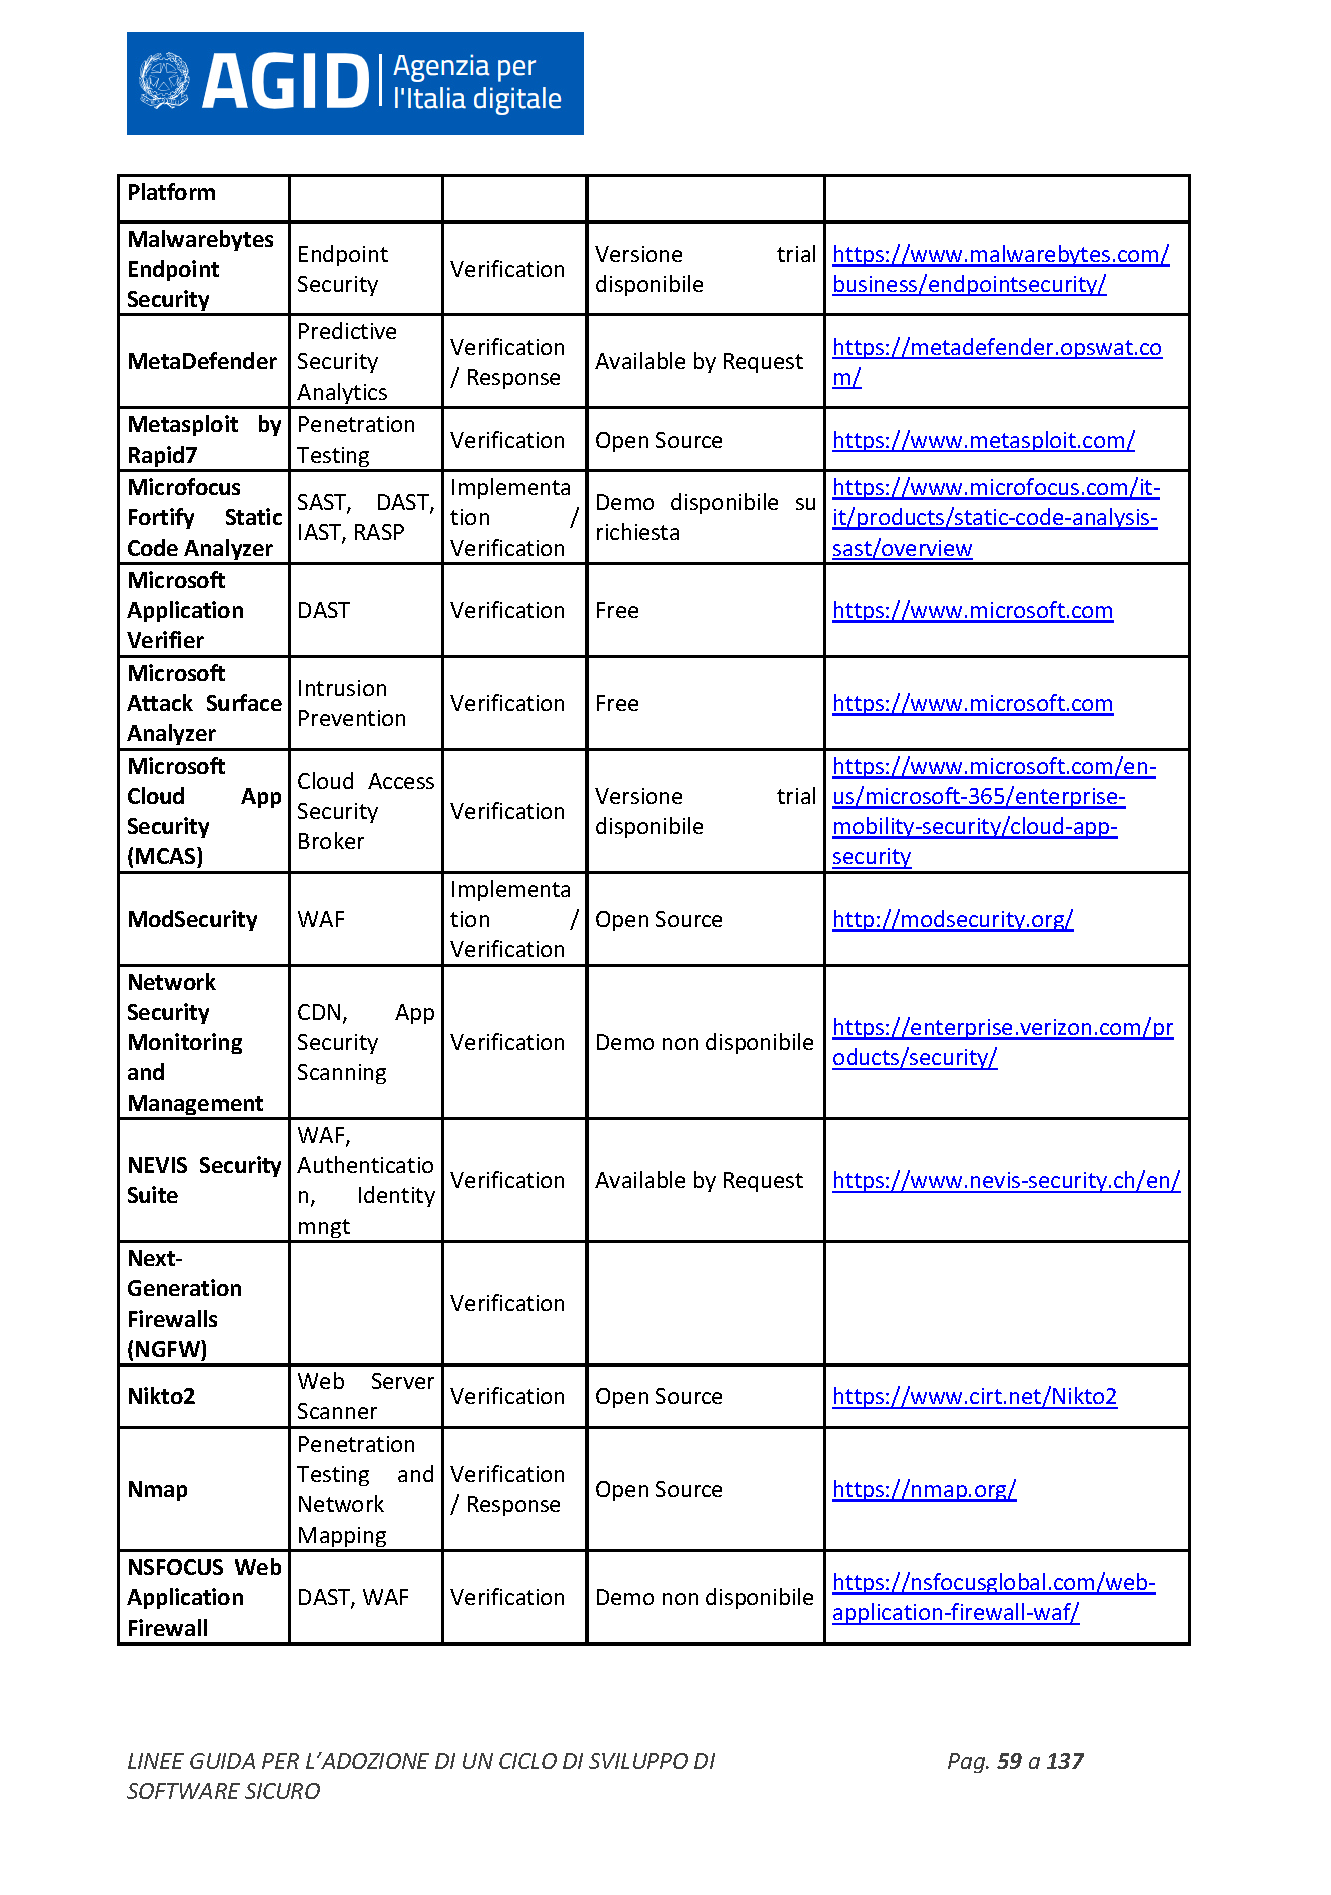 AGID
Agenzia per
l'Italia digitale
Platform
Malwarebytes
Endpoint
Security
Endpoint
Security
Verification
Versione trial
disponibile
https://www.malwarebytes.com/
business/endpointsecurity/
MetaDefender
Predictive
Security
Analytics
Verification
/ Response
Available by Request
https://metadefender.opswat.co
m/
Metasploit by
Rapid7
Penetration
Testing
Verification
Open Source
https://www.metasploit.com/
Microfocus
Fortify Static
Code Analyzer
SAST, DAST,
IAST, RASP
Implementa
tion /
Verification
Demo disponibile su
richiesta
https://www.microfocus.com/it-
it/products/static-code-analysis-
sast/overview
Microsoft
Application
Verifier
DAST
Verification
Free
https://www.microsoft.com
Microsoft
Attack Surface
Analyzer
Intrusion
Prevention
Verification
Free
https://www.microsoft.com
Microsoft
Cloud App
Security
(MCAS)
Cloud Access
Security
Broker
Verification
Versione trial
disponibile
https://www.microsoft.com/en-
us/microsoft-365/enterprise-
mobility-security/cloud-app-
security
ModSecurity
WAF
Implementa
tion /
Verification
Open Source
http://modsecurity.org/
Network
Security
Monitoring
and
Management
CDN, App
Security
Scanning
Verification
Demo non disponibile
https://enterprise.verizon.com/pr
oducts/security/
NEVIS Security
Suite
WAF,
Authenticatio
n, Identity
mngt
Verification
Available by Request
https://www.nevis-security.ch/en/
Next-
Generation
Firewalls
(NGFW)
Verification
Nikto2
Web Server
Scanner
Verification
Open Source
https://www.cirt.net/Nikto2
Nmap
Penetration
Testing and
Network
Mapping
Verification
/ Response
Open Source
https://nmap.org/
NSFOCUS Web
Application
Firewall
DAST, WAF
Verification
Demo non disponibile
https://nsfocusglobal.com/web-
application-firewall-waf/
LINEE GUIDA PER L'ADOZIONE DI UN CICLO DI SVILUPPO DI
SOFTWARE SICURO
Pag. 59 a 137